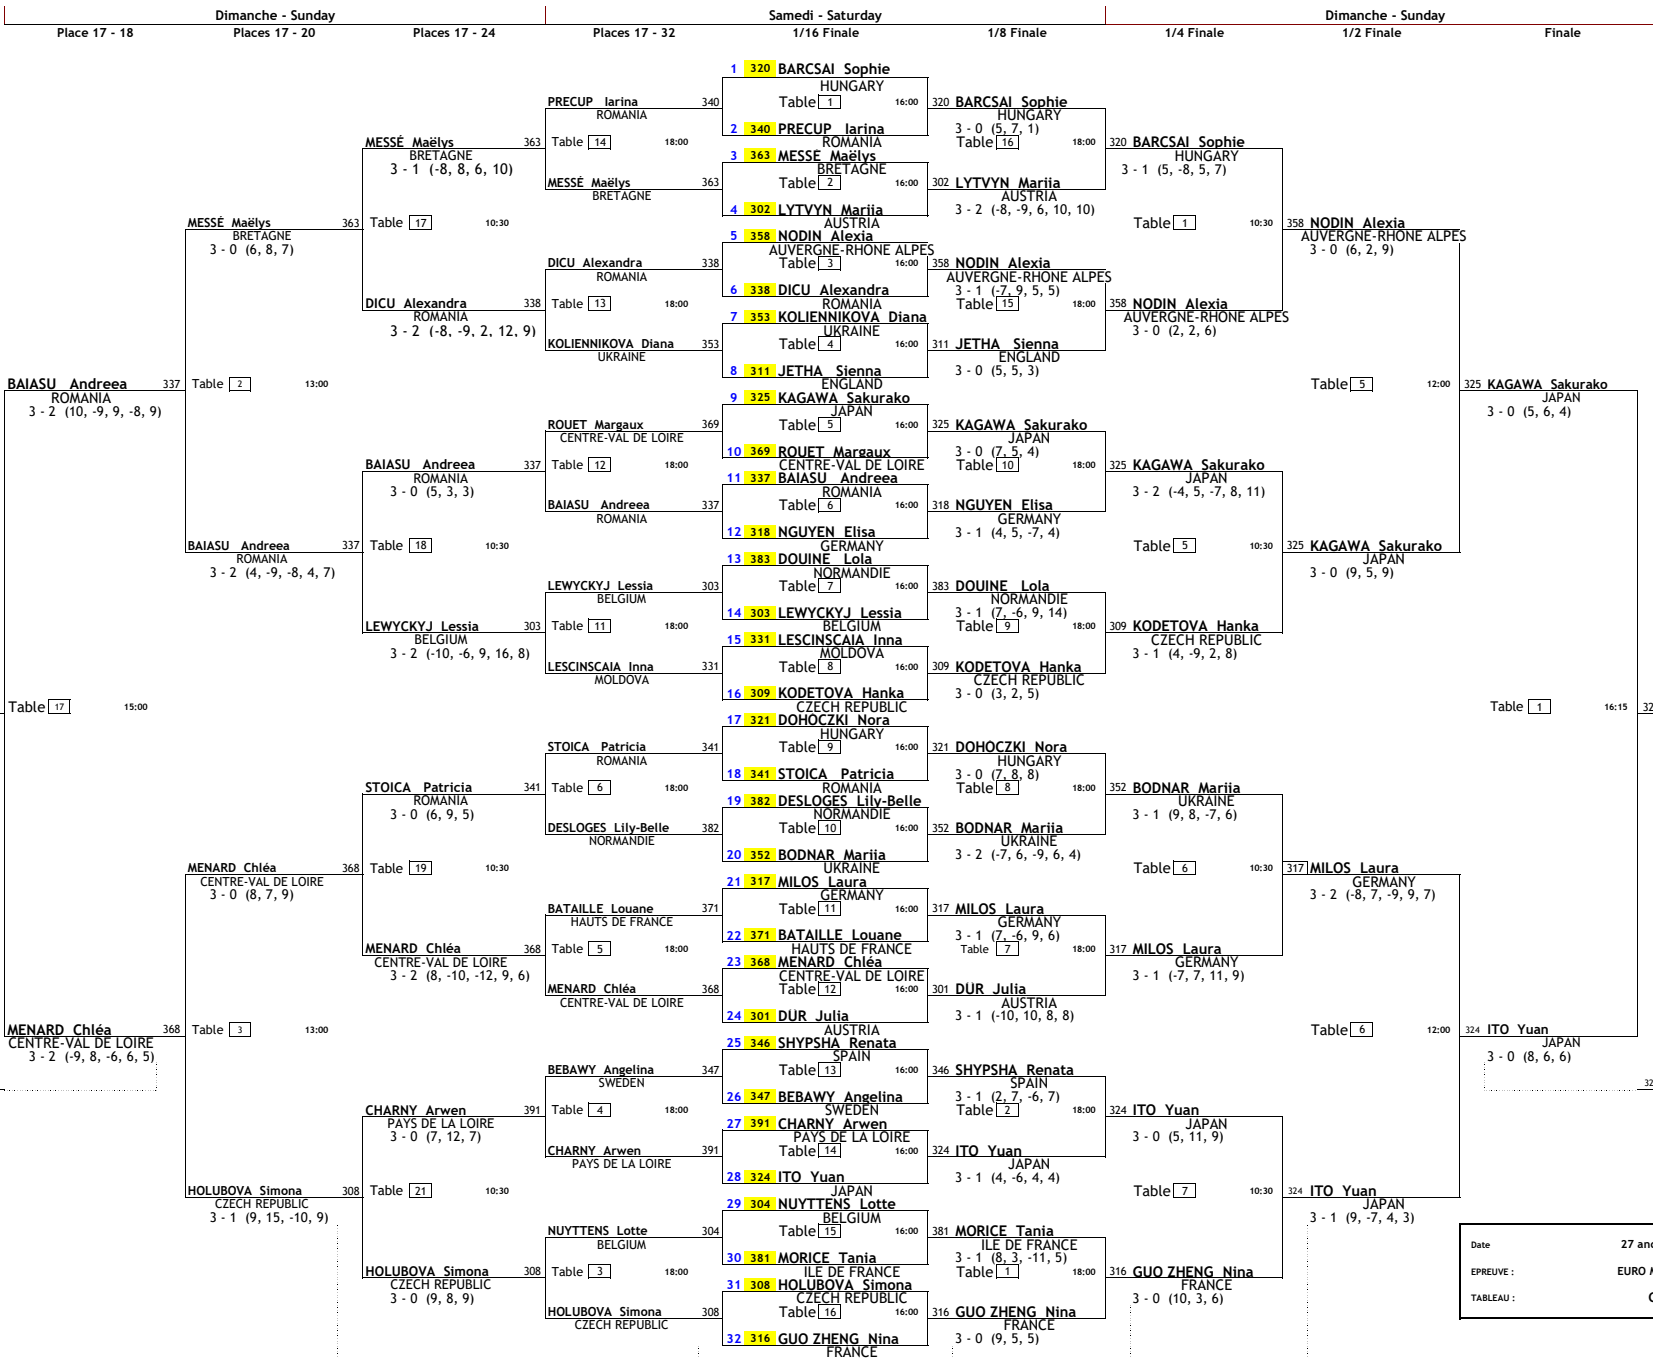 Dimanche - Sunday
Samedi - Saturday
Dimanche - Sunday
Place 17 - 18
Places 17 - 20
Places 17 - 24
Places 17 - 32
1/16 Finale
1/8 Finale
1/4 Finale
1/2 Finale
Finale
BAIASU Andreea 337
ROMANIA
3 - 2 (10, -9, 9, -8, 9)
Table 17 15:00
MENARD Chléa 368
CENTRE-VAL DE LOIRE
3 - 2 (-9, 8, -6, 6, 5)
MESSÉ Maëlys 363
BRETAGNE
3 - 0 (6, 8, 7)
Table 2 13:00
BAIASU Andreea 337
ROMANIA
3 - 2 (4, -9, -8, 4, 7)
MENARD Chléa 368
CENTRE-VAL DE LOIRE
3 - 0 (8, 7, 9)
Table 3 13:00
HOLUBOVA Simona 308
CZECH REPUBLIC
3 - 1 (9, 15, -10, 9)
MESSÉ Maëlys 363
BRETAGNE
3 - 1 (-8, 8, 6, 10)
Table 17 10:30
DICU Alexandra 338
ROMANIA
3 - 2 (-8, -9, 2, 12, 9)
BAIASU Andreea 337
ROMANIA
3 - 0 (5, 3, 3)
Table 18 10:30
LEWYCKYJ Lessia 303
BELGIUM
3 - 2 (-10, -6, 9, 16, 8)
STOICA Patricia 341
ROMANIA
3 - 0 (6, 9, 5)
Table 19 10:30
MENARD Chléa 368
CENTRE-VAL DE LOIRE
3 - 2 (8, -10, -12, 9, 6)
CHARNY Arwen 391
PAYS DE LA LOIRE
3 - 0 (7, 12, 7)
Table 21 10:30
HOLUBOVA Simona 308
CZECH REPUBLIC
3 - 0 (9, 8, 9)
PRECUP Iarina 340
ROMANIA
Table 14 18:00
MESSÉ Maëlys 363
BRETAGNE
DICU Alexandra 338
ROMANIA
Table 13 18:00
KOLIENNIKOVA Diana 353
UKRAINE
ROUET Margaux 369
CENTRE-VAL DE LOIRE
Table 12 18:00
BAIASU Andreea 337
ROMANIA
LEWYCKYJ Lessia 303
BELGIUM
Table 11 18:00
LESCINSCAIA Inna 331
MOLDOVA
STOICA Patricia 341
ROMANIA
Table 6 18:00
DESLOGES Lily-Belle 382
NORMANDIE
BATAILLE Louane 371
HAUTS DE FRANCE
Table 5 18:00
MENARD Chléa 368
CENTRE-VAL DE LOIRE
BEBAWY Angelina 347
SWEDEN
Table 4 18:00
CHARNY Arwen 391
PAYS DE LA LOIRE
NUYTTENS Lotte 304
BELGIUM
Table 3 18:00
HOLUBOVA Simona 308
CZECH REPUBLIC
1 320 BARCSAI Sophie
HUNGARY
Table 1 16:00
2 340 PRECUP Iarina
ROMANIA
3 363 MESSÉ Maëlys
BRETAGNE
Table 2 16:00
4 302 LYTVYN Mariia
AUSTRIA
5 358 NODIN Alexia
AUVERGNE-RHONE ALPES
Table 3 16:00
6 338 DICU Alexandra
ROMANIA
7 353 KOLIENNIKOVA Diana
UKRAINE
Table 4 16:00
8 311 JETHA Sienna
ENGLAND
9 325 KAGAWA Sakurako
JAPAN
Table 5 16:00
10 369 ROUET Margaux
CENTRE-VAL DE LOIRE
11 337 BAIASU Andreea
ROMANIA
Table 6 16:00
12 318 NGUYEN Elisa
GERMANY
13 383 DOUINE Lola
NORMANDIE
Table 7 16:00
14 303 LEWYCKYJ Lessia
BELGIUM
15 331 LESCINSCAIA Inna
MOLDOVA
Table 8 16:00
16 309 KODETOVA Hanka
CZECH REPUBLIC
17 321 DOHOCZKI Nora
HUNGARY
Table 9 16:00
18 341 STOICA Patricia
ROMANIA
19 382 DESLOGES Lily-Belle
NORMANDIE
Table 10 16:00
20 352 BODNAR Mariia
UKRAINE
21 317 MILOS Laura
GERMANY
Table 11 16:00
22 371 BATAILLE Louane
HAUTS DE FRANCE
23 368 MENARD Chléa
CENTRE-VAL DE LOIRE
Table 12 16:00
24 301 DÜR Julia
AUSTRIA
25 346 SHYPSHA Renata
SPAIN
Table 13 16:00
26 347 BEBAWY Angelina
SWEDEN
27 391 CHARNY Arwen
PAYS DE LA LOIRE
Table 14 16:00
28 324 ITO Yuan
JAPAN
29 304 NUYTTENS Lotte
BELGIUM
Table 15 16:00
30 381 MORICE Tania
ILE DE FRANCE
31 308 HOLUBOVA Simona
CZECH REPUBLIC
Table 16 16:00
32 316 GUO ZHENG Nina
FRANCE
320 BARCSAI Sophie
HUNGARY
3 - 0 (5, 7, 1)
Table 16 18:00
302 LYTVYN Mariia
AUSTRIA
3 - 2 (-8, -9, 6, 10, 10)
358 NODIN Alexia
AUVERGNE-RHONE ALPES
3 - 1 (-7, 9, 5, 5)
Table 15 18:00
311 JETHA Sienna
ENGLAND
3 - 0 (5, 5, 3)
325 KAGAWA Sakurako
JAPAN
3 - 0 (7, 5, 4)
Table 10 18:00
318 NGUYEN Elisa
GERMANY
3 - 1 (4, 5, -7, 4)
383 DOUINE Lola
NORMANDIE
3 - 1 (7, -6, 9, 14)
Table 9 18:00
309 KODETOVA Hanka
CZECH REPUBLIC
3 - 0 (3, 2, 5)
321 DOHOCZKI Nora
HUNGARY
3 - 0 (7, 8, 8)
Table 8 18:00
352 BODNAR Mariia
UKRAINE
3 - 2 (-7, 6, -9, 6, 4)
317 MILOS Laura
GERMANY
3 - 1 (7, -6, 9, 6)
Table 7 18:00
301 DÜR Julia
AUSTRIA
3 - 1 (-10, 10, 8, 8)
346 SHYPSHA Renata
SPAIN
3 - 1 (2, 7, -6, 7)
Table 2 18:00
324 ITO Yuan
JAPAN
3 - 1 (4, -6, 4, 4)
381 MORICE Tania
ILE DE FRANCE
3 - 1 (8, 3, -11, 5)
Table 1 18:00
316 GUO ZHENG Nina
FRANCE
3 - 0 (9, 5, 5)
320 BARCSAI Sophie
HUNGARY
3 - 1 (5, -8, 5, 7)
Table 1 10:30
358 NODIN Alexia
AUVERGNE-RHONE ALPES
3 - 0 (2, 2, 6)
325 KAGAWA Sakurako
JAPAN
3 - 2 (-4, 5, -7, 8, 11)
Table 5 10:30
309 KODETOVA Hanka
CZECH REPUBLIC
3 - 1 (4, -9, 2, 8)
352 BODNAR Mariia
UKRAINE
3 - 1 (9, 8, -7, 6)
Table 6 10:30
317 MILOS Laura
GERMANY
3 - 1 (-7, 7, 11, 9)
324 ITO Yuan
JAPAN
3 - 0 (5, 11, 9)
Table 7 10:30
316 GUO ZHENG Nina
FRANCE
3 - 0 (10, 3, 6)
358 NODIN Alexia
AUVERGNE-RHONE ALPES
3 - 0 (6, 2, 9)
Table 5 12:00
325 KAGAWA Sakurako
JAPAN
3 - 0 (9, 5, 9)
317 MILOS Laura
GERMANY
3 - 2 (-8, 7, -9, 9, 7)
Table 6 12:00
324 ITO Yuan
JAPAN
3 - 1 (9, -7, 4, 3)
325 KAGAWA Sakurako
JAPAN
3 - 0 (5, 6, 4)
Table 1 16:15
324 ITO Yuan
JAPAN
3 - 0 (8, 6, 6)
Date 27
EPREUVE : EURO
TABLEAU :